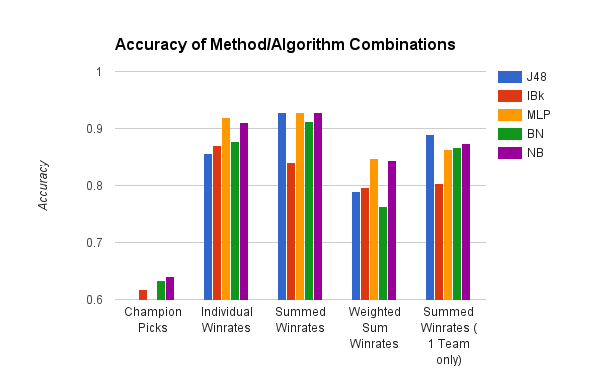 Accuracy of Method/Algorithm Combinations
1
0.9
0.8
0.7
0.6
Accuracy
J48
IBk
MLP
BN
NB
Champion
Picks
Individual
Winrates
Summed
Winrates
Weighted
Sum
Winrates
Summed
Winrates (
1 Team
only)